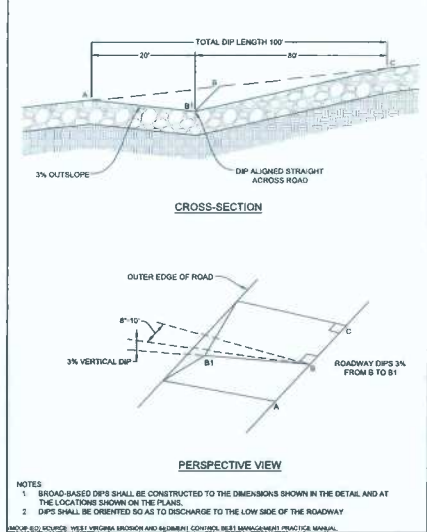 TOTAL DIP LENGTH 100'
20'
80'
C
B
A
B1
3% OUTSLOPE
DIP ALIGNED STRAIGHT
ACROSS ROAD
CROSS-SECTION
OUTER EDGE OF ROAD
8"-10"
3% VERTICAL DIP
C
B1
B
ROADWAY DIPS 3%
FROM B TO B1
A
PERSPECTIVE VIEW
NOTES
1. BROAD-BASED DIPS SHALL BE CONSTRUCTED TO THE DIMENSIONS SHOWN IN THE DETAIL AND AT
THE LOCATIONS SHOWN ON THE PLANS.
2 DIPS SHALL BE ORIENTED SO AS TO DISCHARGE TO THE LOW SIDE OF THE ROADWAY
(MODIFIED) SOURCE: WEST VIRGINIA EROSION AND SEDIMENT CONTROL BEST MANAGEMENT PRACTICE MANUAL